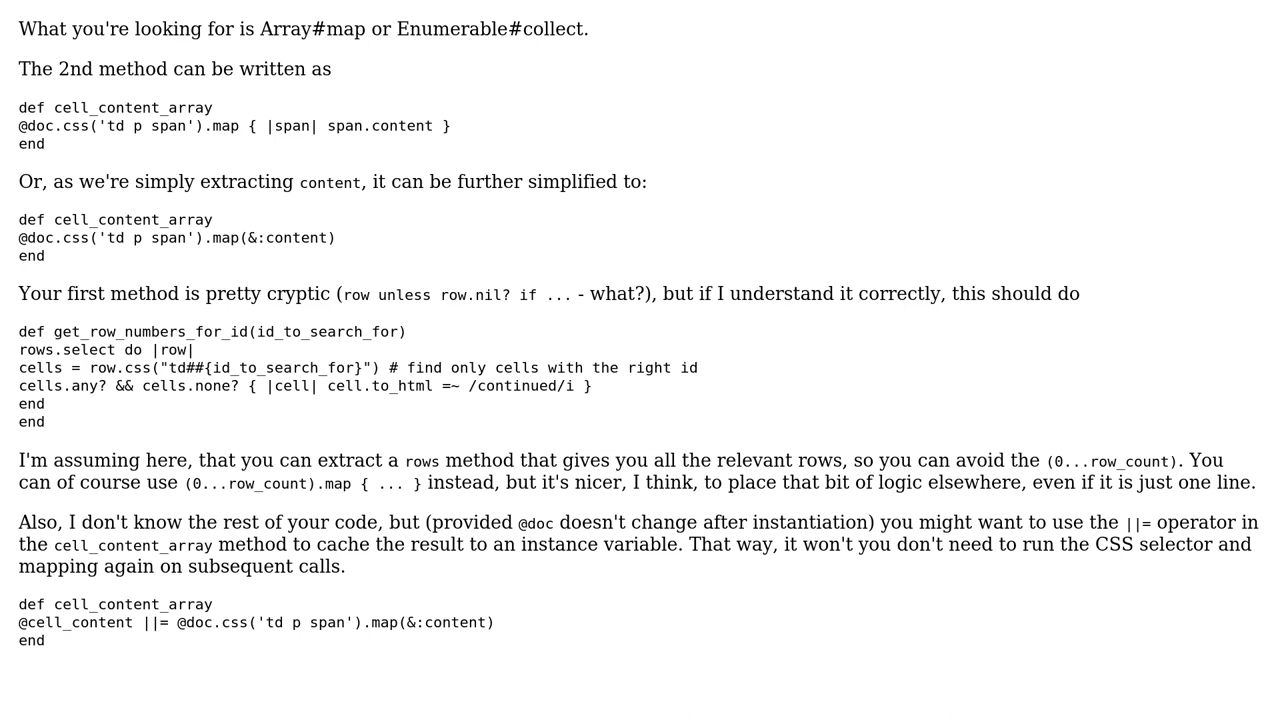 What you're looking for is Array#map or Enumerable#collect.
The 2nd method can be written as
def cell_content_array
@doc.css('td p span').map { |span| span.content }
end
Or, as we're simply extracting content, it can be further simplified to:
def cell_content_array
@doc.css('td p span').map(&:content)
end
Your first method is pretty cryptic (row unless row.nil? if ... - what?), but if I understand it correctly, this should do
def get_row_numbers_for_id(id_to_search_for)
rows.select do |row|
cells = row.css("td##{id_to_search_for}") # find only cells with the right id
cells.any? && cells.none? { |cell| cell.to_html =~ /continued/i }
end
end
I'm assuming here, that you can extract a rows method that gives you all the relevant rows, so you can avoid the (0...row_count). You
can of course use (0...row_count).map { ... } instead, but it's nicer, I think, to place that bit of logic elsewhere, even if it is just one line.
Also, I don't know the rest of your code, but (provided @doc doesn't change after instantiation) you might want to use the ||= operator in
the cell_content_array method to cache the result to an instance variable. That way, it won't you don't need to run the CSS selector and
mapping again on subsequent calls.
def cell_content_array
@cell_content ||= @doc.css('td p span').map(&:content)
end